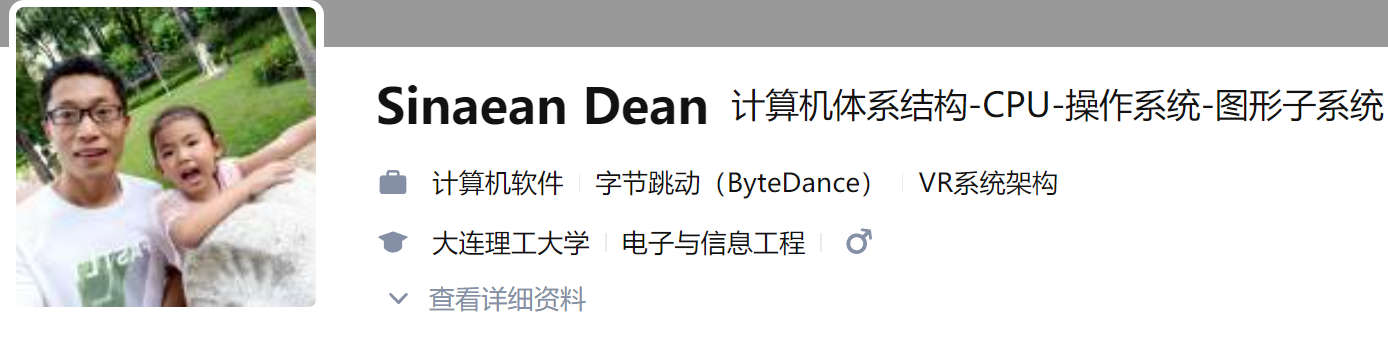 Sinaean Dean 计算机体系结构-CPU-操作系统-图形子系统
计算机软件 字节跳动（ByteDance） VR系统架构
大连理工大学 电子与信息工程
查看详细资料